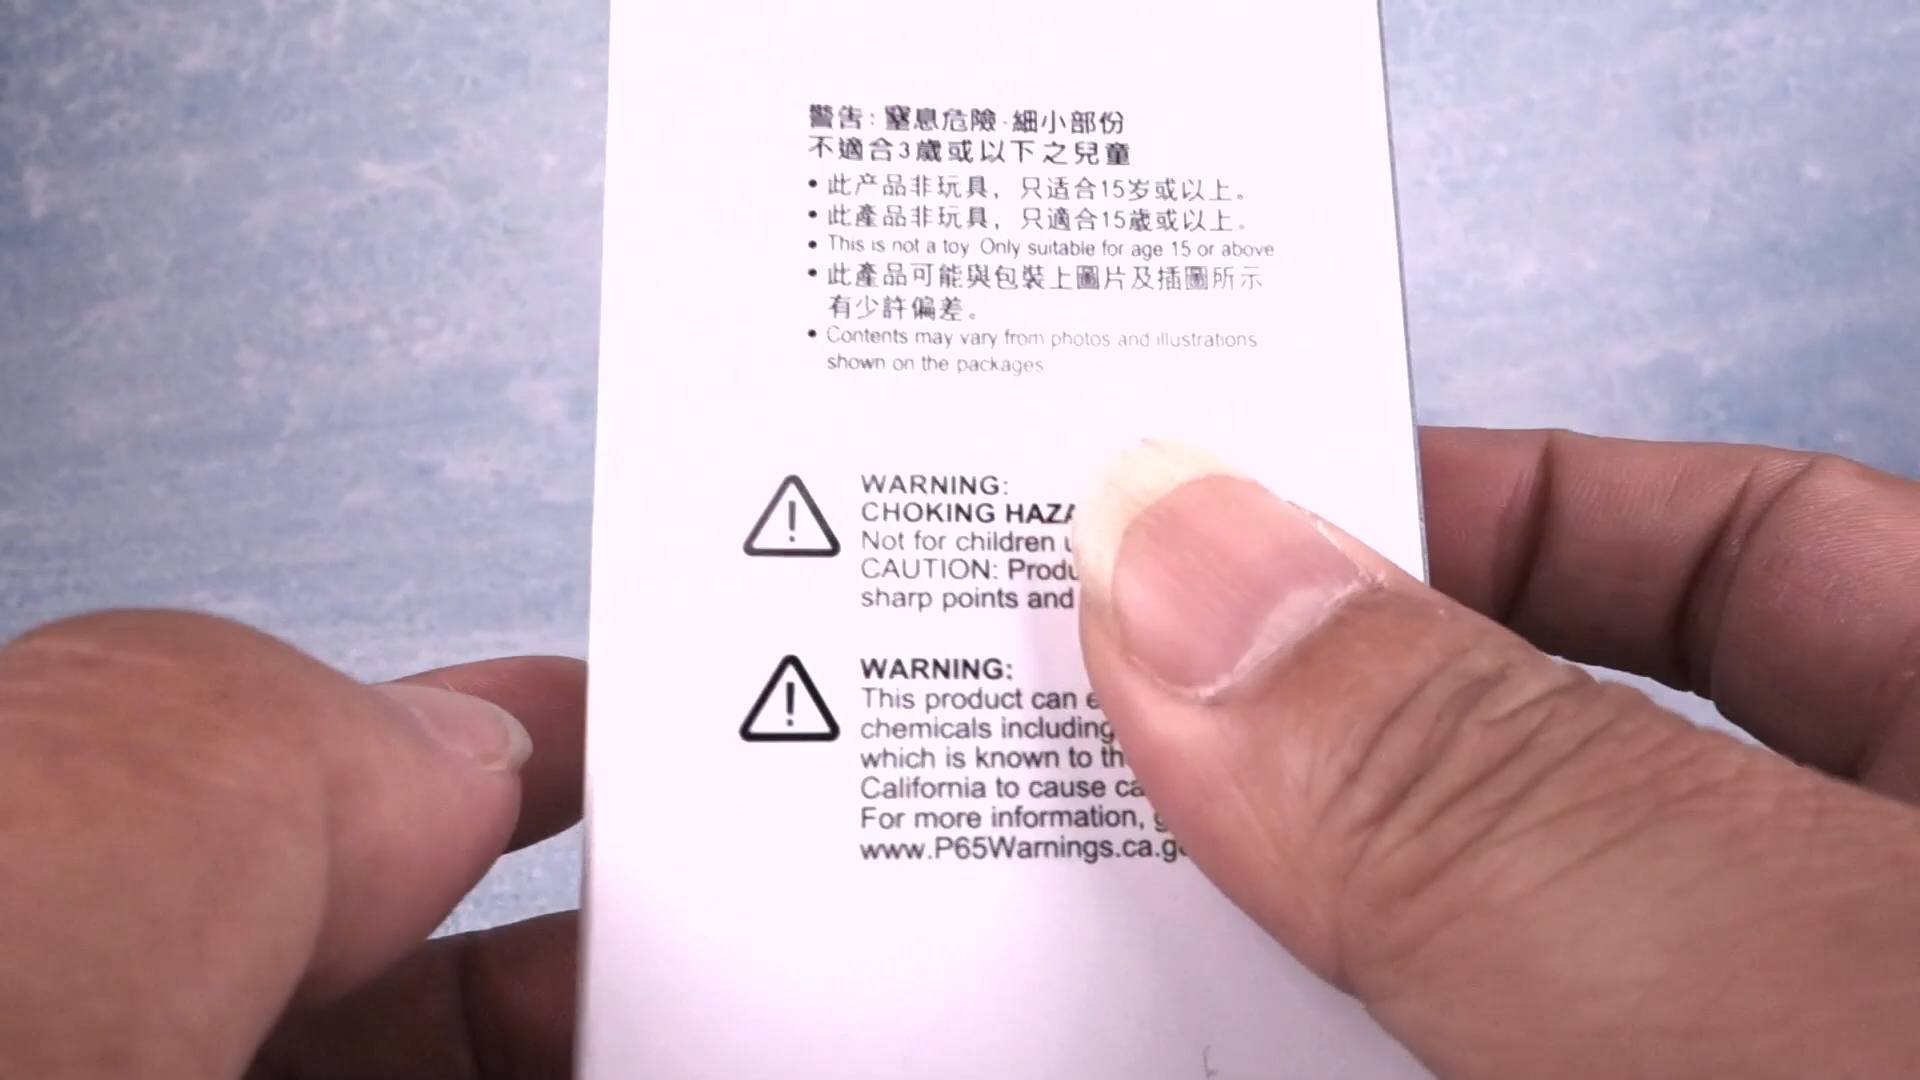 警告: 窒息危險-細小部份
不適合3歲或以下之兒童
• 此产品非玩具，只适合15岁或以上。
• 此產品非玩具，只適合15歲或以上。
• This is not a toy. Only suitable for age 15 or above
• 此產品可能與包裝上圖片及插圖所示
有少許偏差。
• Contents may vary from photos and illustrations
shown on the packages
WARNING:
CHOKING
Not for children
CAUTION:
sharp points and
WARNING:
This product can
chemicals including
which is known to
California to cause
For more information,
www.P65Warnings.ca.g